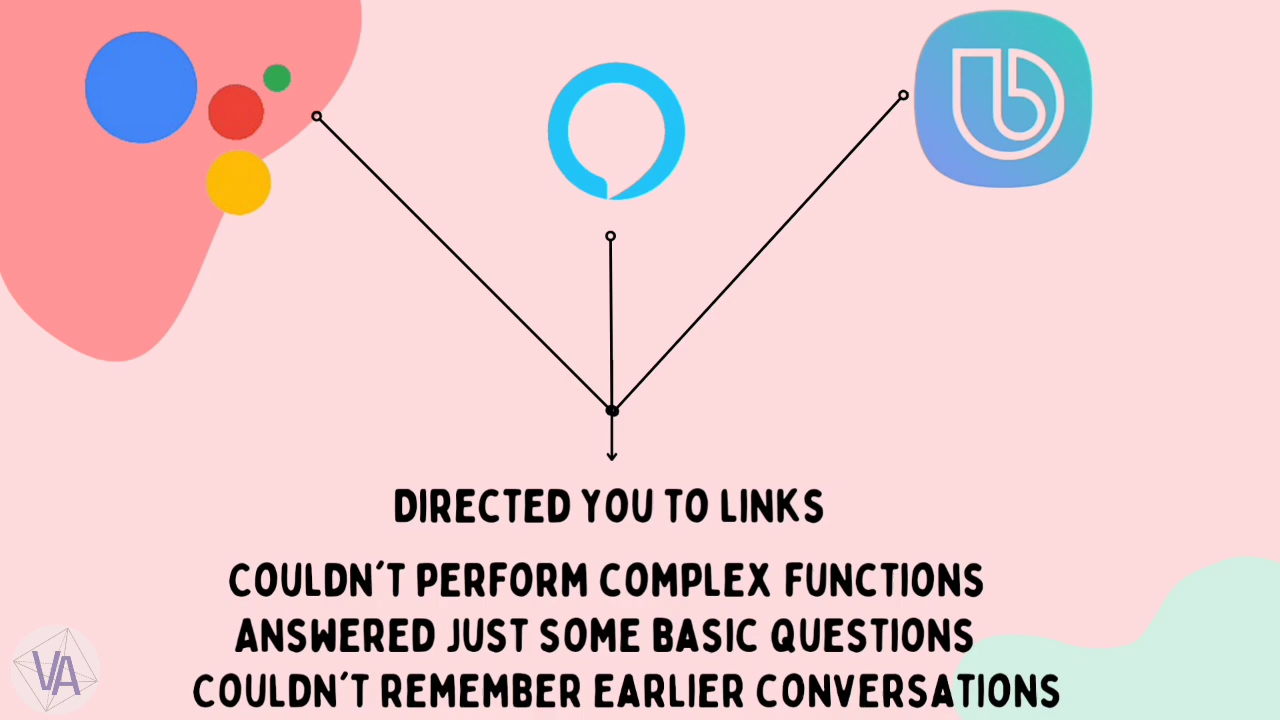 DIRECTED YOU TO LINKS
COULDN'T PERFORM COMPLEX FUNCTIONS
ANSWERED JUST SOME BASIC QUESTIONS
COULDN'T REMEMBER EARLIER CONVERSATIONS
VA